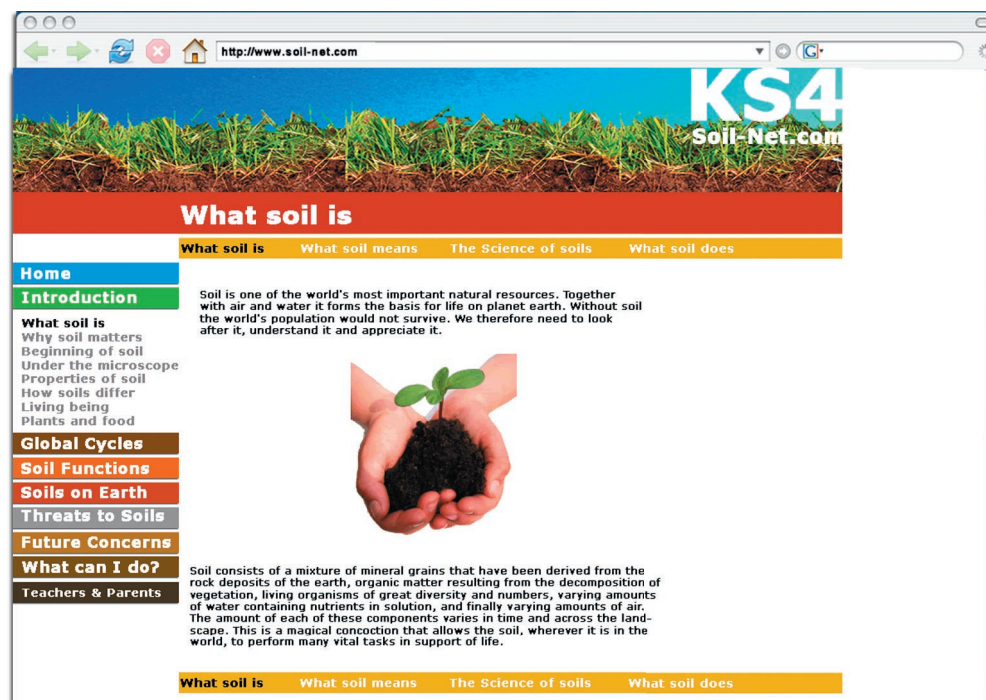 http://www.soil-net.com
G
KS4
Soil-Net.com
What soil is
What soil is What soil means The Science of soils What soil does
Home
Introduction
What soil is
Why soil matters
Beginning of soil
Under the microscope
Properties of soil
How soils differ
Living being
Plants and food
Global Cycles
Soil Functions
Soils on Earth
Threats to Soils
Future Concerns
What can I do?
Teachers & Parents
Soil is one of the world's most important natural resources. Together
with air and water it forms the basis for life on planet earth. Without soil
the world's population would not survive. We therefore need to look
after it, understand it and appreciate it.
Soil consists of a mixture of mineral grains that have been derived from the
rock deposits of the earth, organic matter resulting from the decomposition of
vegetation, living organisms of great diversity and numbers, varying amounts
of water containing nutrients in solution, and finally varying amounts of air.
The amount of each of these components varies in time and across the land-
scape. This is a magical concoction that allows the soil, wherever it is in the
world, to perform many vital tasks in support of life.
What soil is What soil means The Science of soils What soil does